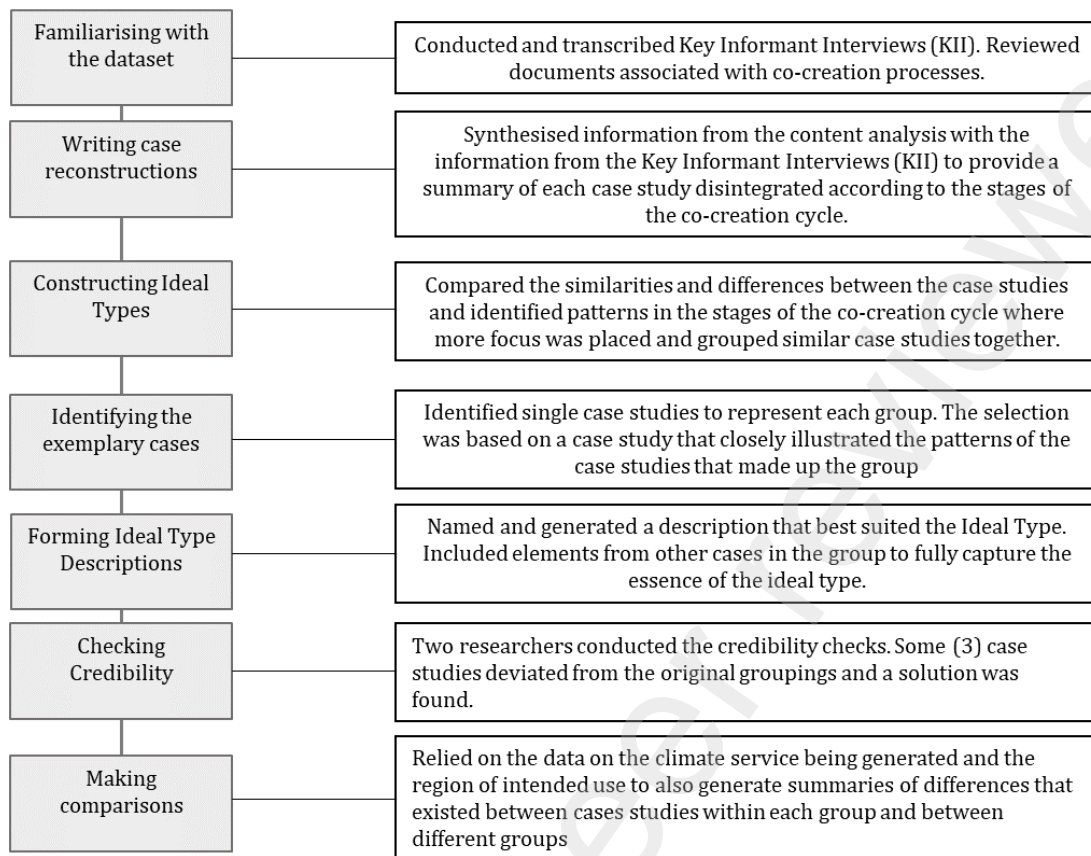 Familiarising with
the dataset
Conducted and transcribed Key Informant Interviews (KII). Reviewed
documents associated with co-creation processes.
Writing case
reconstructions
Synthesised information from the content analysis with the
information from the Key Informant Interviews (KII) to provide a
summary of each case study disintegrated according to the stages of
the co-creation cycle.
Constructing Ideal
Types
Compared the similarities and differences between the case studies
and identified patterns in the stages of the co-creation cycle where
more focus was placed and grouped similar case studies together.
Identifying the
exemplary cases
Identified single case studies to represent each group. The selection
was based on a case study that closely illustrated the patterns of the
case studies that made up the group
Forming Ideal Type
Descriptions
Named and generated a description that best suited the Ideal Type.
Included elements from other cases in the group to fully capture the
essence of the ideal type.
Checking
Credibility
Two researchers conducted the credibility checks. Some (3) case
studies deviated from the original groupings and a solution was
found.
Making
comparisons
Relied on the data on the climate service being generated and the
region of intended use to also generate summaries of differences that
existed between cases studies within each group and between
different groups